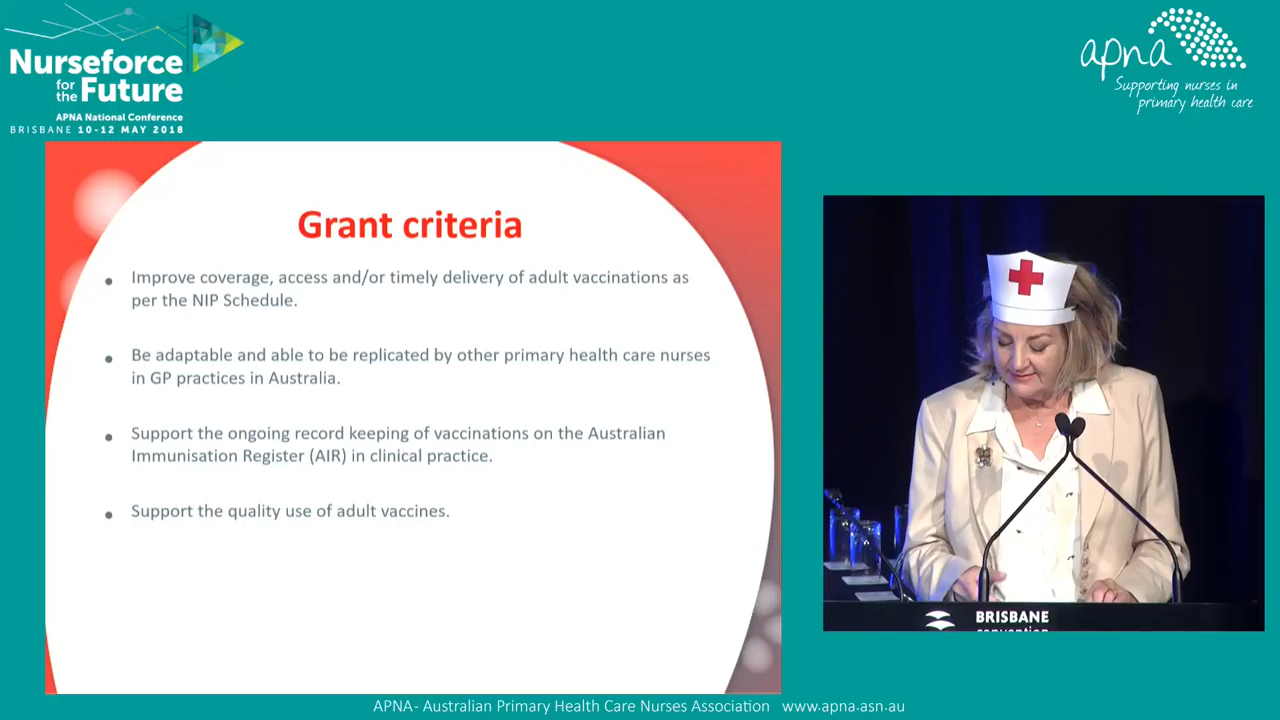 Nurseforce
for
the Future
APNA National Conference
BRISBANE 10-12 MAY 2018
apna
Supporting nurses in
primary health care
Grant criteria
• Improve coverage, access and/or timely delivery of adult vaccinations as
per the NIP Schedule.
• Be adaptable and able to be replicated by other primary health care nurses
in GP practices in Australia.
• Support the ongoing record keeping of vaccinations on the Australian
Immunisation Register (AIR) in clinical practice.
• Support the quality use of adult vaccines.
BRISBANE
convention
APNA- Australian Primary Health Care Nurses Association www.apna.asn.au